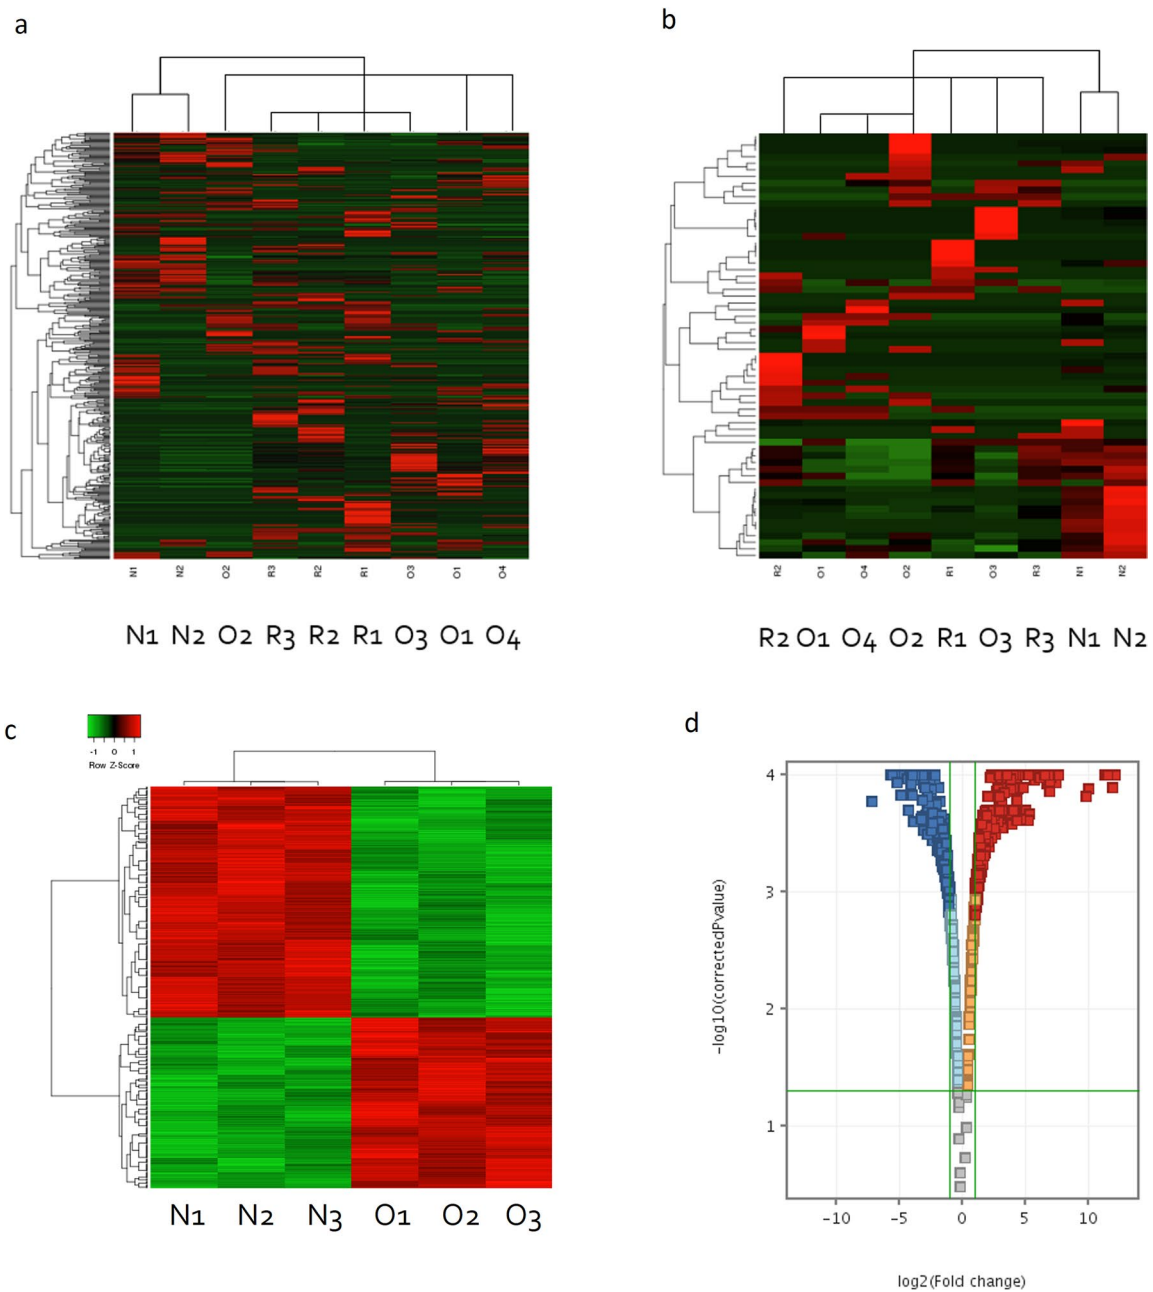 a
b
N1 N2 O2 R3 R2 R1 O3 O1 O4
R2 O1 O4 O2 R1 O3 R3 N1 N2
N1 N2 O2 R3 R2 R1 O3 O1 O4
R2 O1 O4 O2 R1 O3 R3 N1 N2
c
-1 0 1
Row Z-Score
N1 N2 N3 O1 O2 O3
d
4
3
2
1
-log10(correctedPvalue)
-10 -5 0 5 10
log2(Fold change)